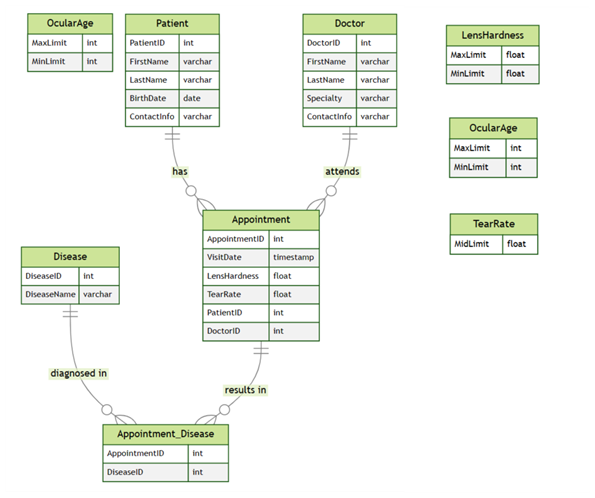 OcularAge
MaxLimit int
MinLimit int
Patient
PatientID int
FirstName varchar
LastName varchar
BirthDate date
ContactInfo varchar
Doctor
DoctorID int
FirstName varchar
LastName varchar
Specialty varchar
ContactInfo varchar
LensHardness
MaxLimit float
MinLimit float
OcularAge
MaxLimit int
MinLimit int
TearRate
MidLimit float
has
attends
Appointment
AppointmentID int
VisitDate timestamp
LensHardness float
TearRate float
PatientID int
DoctorID int
Disease
DiseaseID int
DiseaseName varchar
diagnosed in
results in
Appointment_Disease
AppointmentID int
DiseaseID int